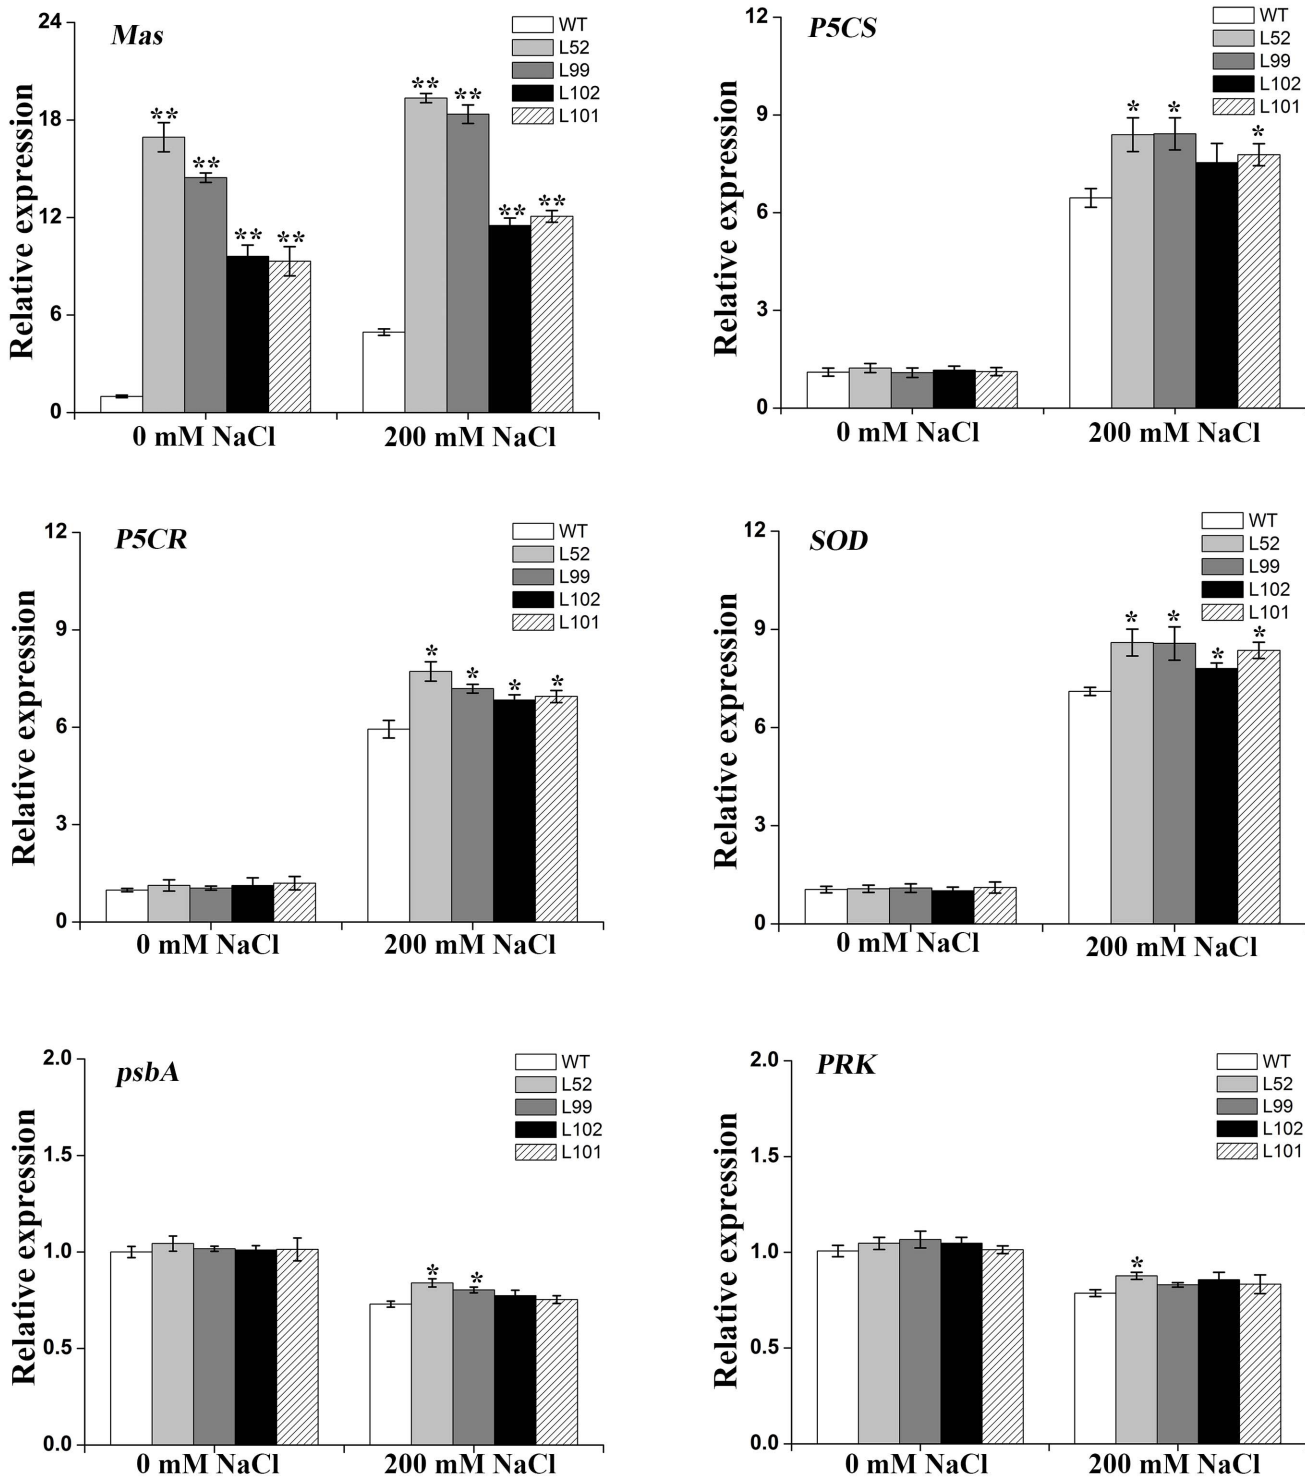 Mas
Relative expression
24
18
12
6
0
** ** ** **
** ** ** **
WT
L52
L99
L102
L101
0 mM NaCl 200 mM NaCl
P5CS
Relative expression
12
9
6
3
0
* * *
WT
L52
L99
L102
L101
0 mM NaCl 200 mM NaCl
P5CR
Relative expression
12
9
6
3
0
* * * *
WT
L52
L99
L102
L101
0 mM NaCl 200 mM NaCl
SOD
Relative expression
12
9
6
3
0
* * * *
WT
L52
L99
L102
L101
0 mM NaCl 200 mM NaCl
psbA
Relative expression
2.0
1.5
1.0
0.5
0.0
* *
WT
L52
L99
L102
L101
0 mM NaCl 200 mM NaCl
PRK
Relative expression
2.0
1.5
1.0
0.5
0.0
*
WT
L52
L99
L102
L101
0 mM NaCl 200 mM NaCl